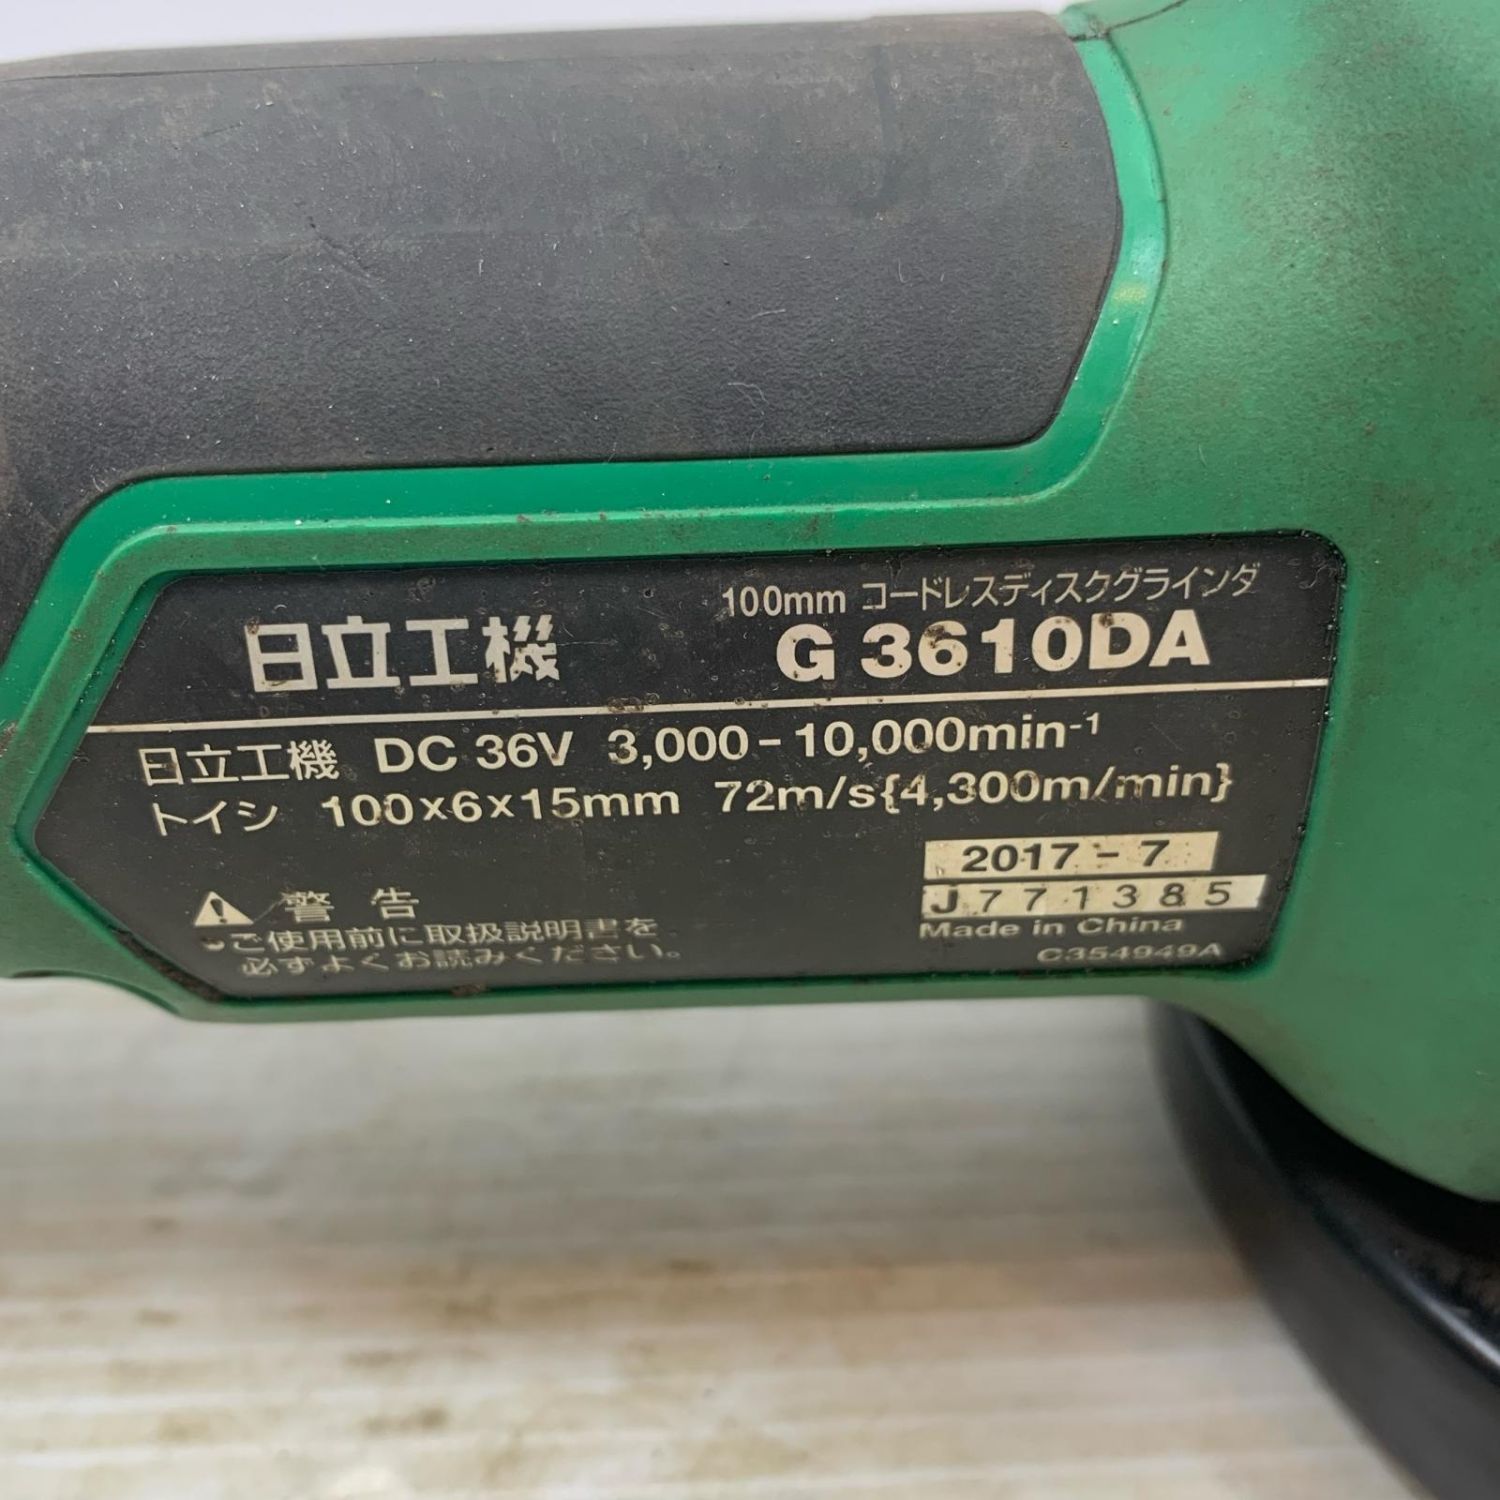 100mm コードレスディスクグラインダ
日立工機 G 3610DA
日立工機 DC 36V 3,000-10,000min-1
トイシ 100×6×15mm 72m/s{4,300m/min}
2017-7
J771385
Made in China
C354949A
警告
ご使用前に取扱説明書を
必ずよくお読みください。